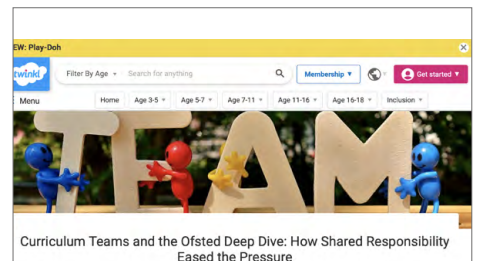 EW: Play-Doh
twinkl
Filter By Age
Search for anything
Membership
Get started
Menu
Home
Age 3-5
Age 5-7
Age 7-11
Age 11-16
Age 16-18
Inclusion
TEAM
Curriculum Teams and the Ofsted Deep Dive: How Shared Responsibility
Eased the Pressure